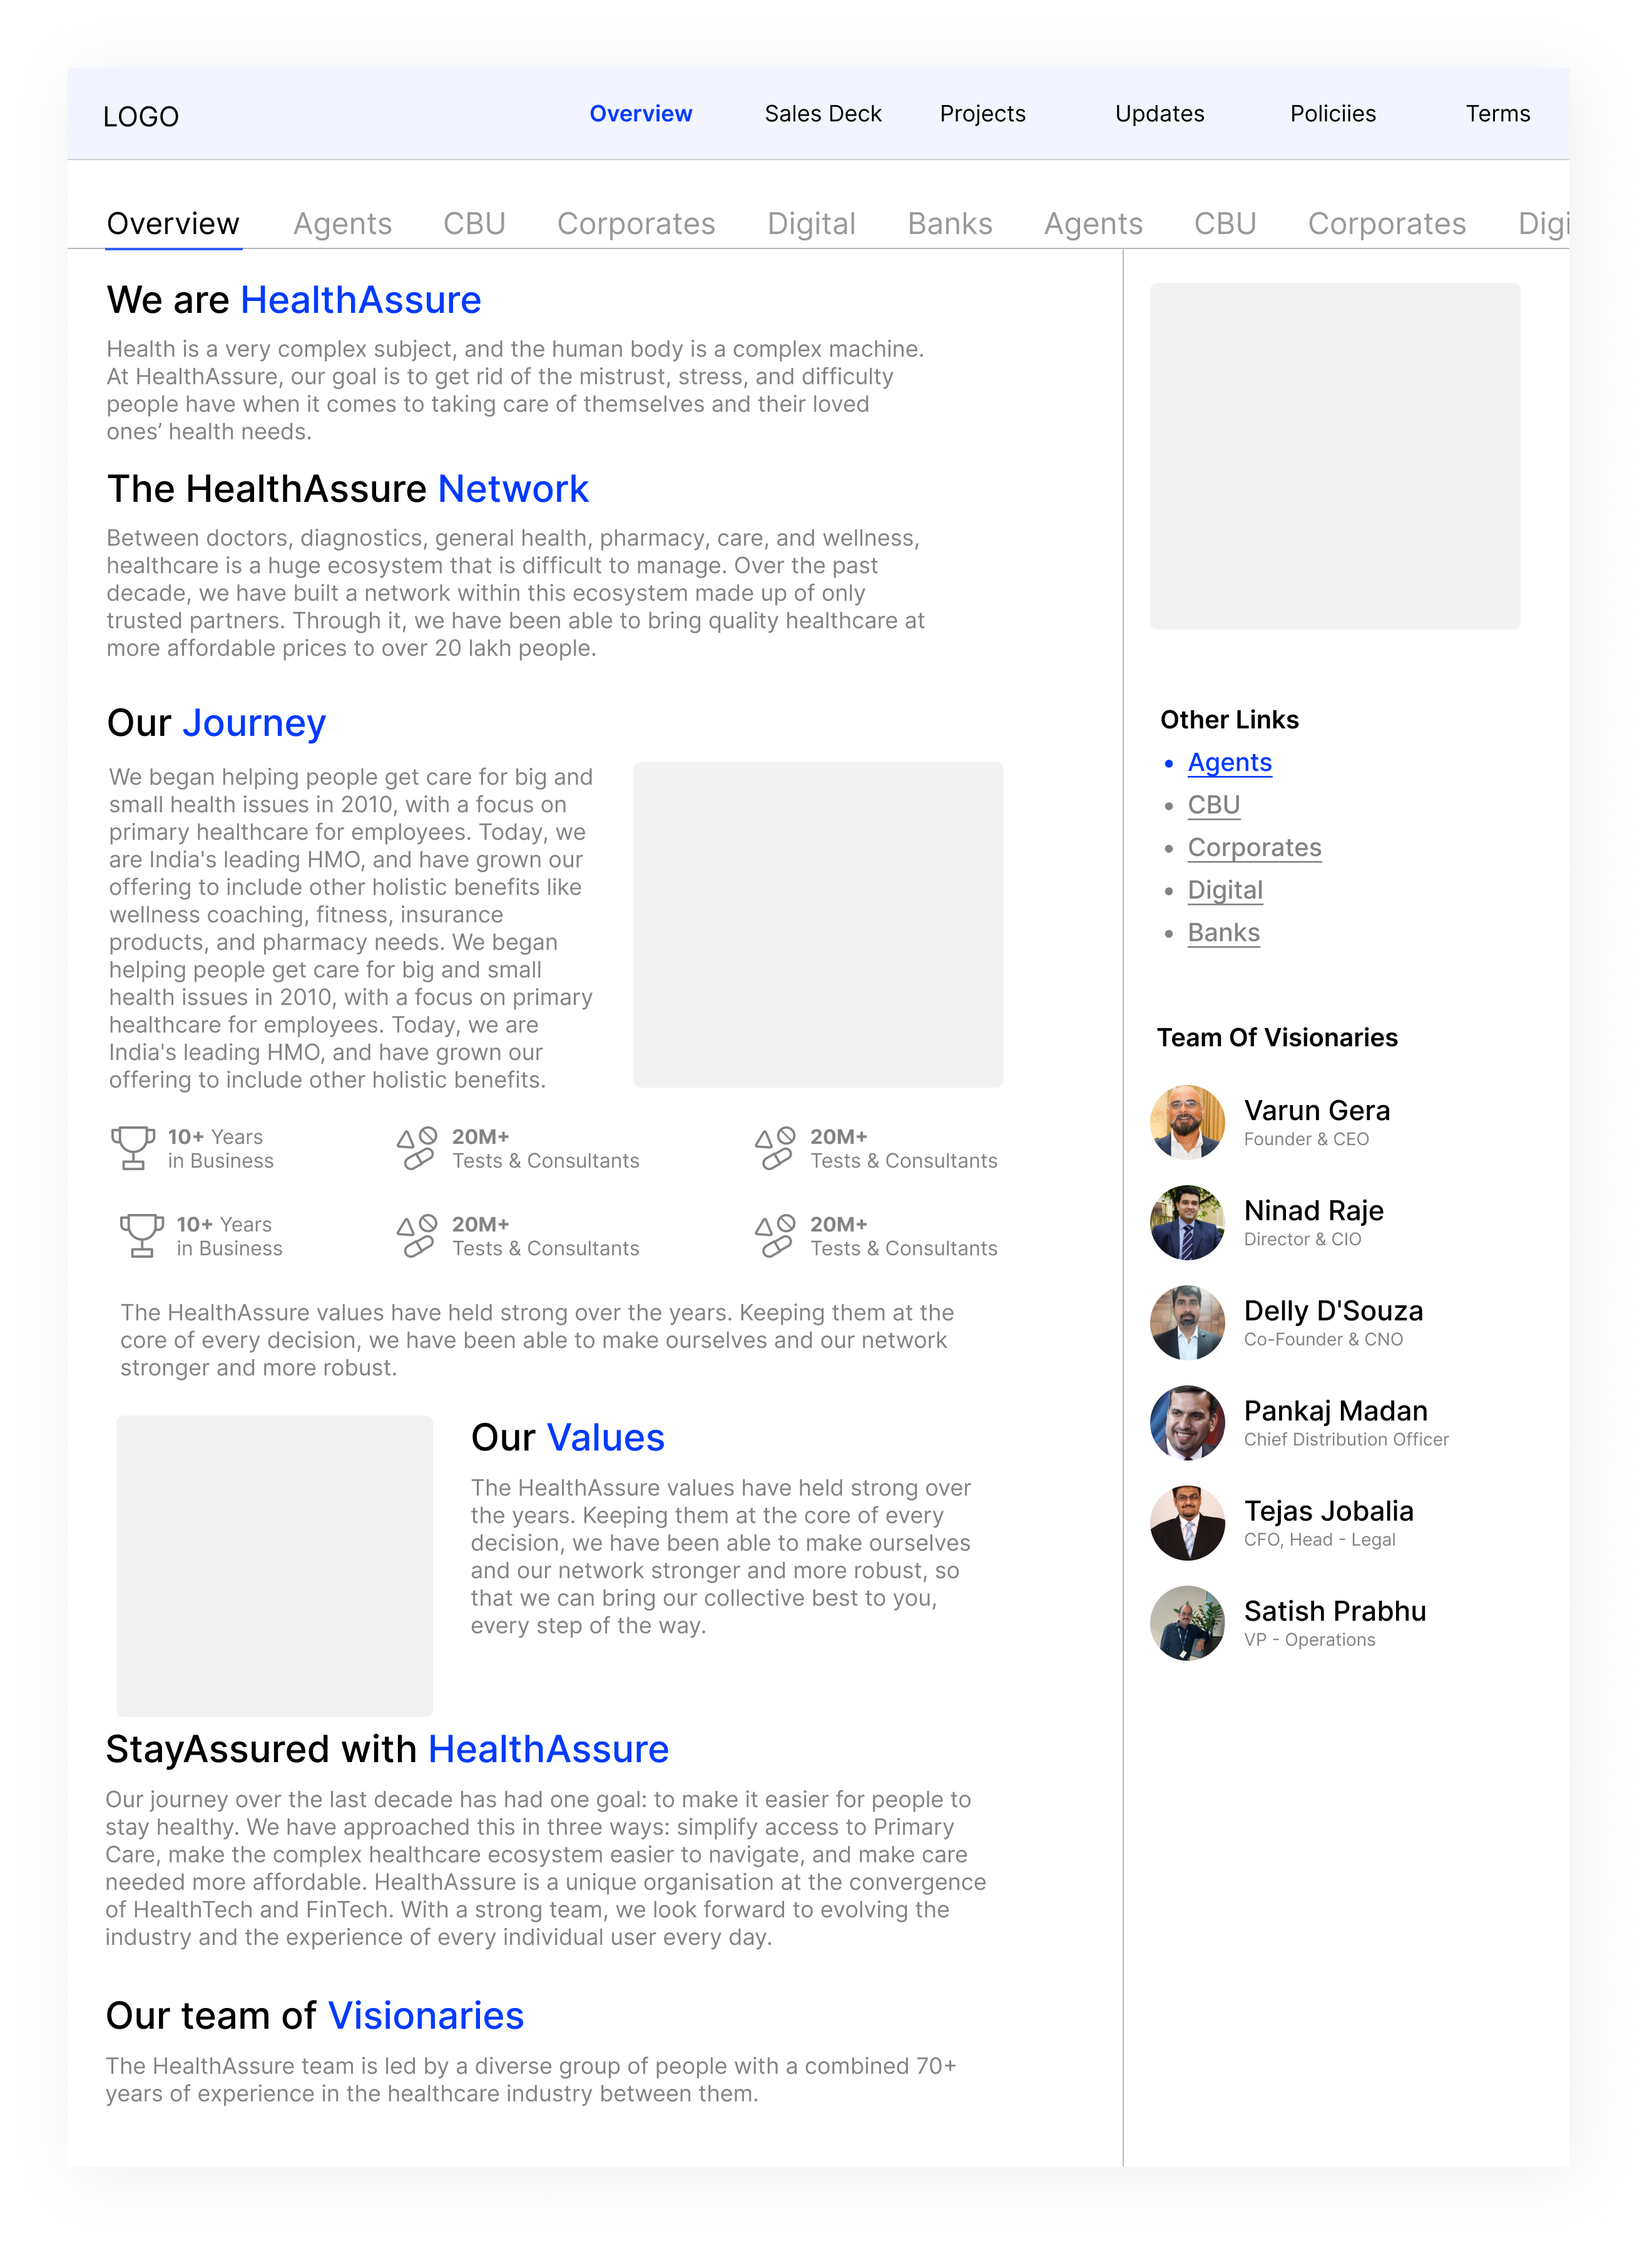 LOGO
Overview
Sales Deck
Projects
Updates
Policiies
Terms
Overview
Agents
CBU
Corporates
Digital
Banks
Agents
CBU
Corporates
Digi
We are HealthAssure
Health is a very complex subject, and the human body is a complex machine.
At HealthAssure, our goal is to get rid of the mistrust, stress, and difficulty
people have when it comes to taking care of themselves and their loved
ones’ health needs.
The HealthAssure Network
Between doctors, diagnostics, general health, pharmacy, care, and wellness,
healthcare is a huge ecosystem that is difficult to manage. Over the past
decade, we have built a network within this ecosystem made up of only
trusted partners. Through it, we have been able to bring quality healthcare at
more affordable prices to over 20 lakh people.
Our Journey
We began helping people get care for big and
small health issues in 2010, with a focus on
primary healthcare for employees. Today, we
are India's leading HMO, and have grown our
offering to include other holistic benefits like
wellness coaching, fitness, insurance
products, and pharmacy needs. We began
helping people get care for big and small
health issues in 2010, with a focus on primary
healthcare for employees. Today, we are
India's leading HMO, and have grown our
offering to include other holistic benefits.
10+ Years
in Business
20M+
Tests & Consultants
20M+
Tests & Consultants
10+ Years
in Business
20M+
Tests & Consultants
20M+
Tests & Consultants
The HealthAssure values have held strong over the years. Keeping them at the
core of every decision, we have been able to make ourselves and our network
stronger and more robust.
Our Values
The HealthAssure values have held strong over
the years. Keeping them at the core of every
decision, we have been able to make ourselves
and our network stronger and more robust, so
that we can bring our collective best to you,
every step of the way.
StayAssured with HealthAssure
Our journey over the last decade has had one goal: to make it easier for people to
stay healthy. We have approached this in three ways: simplify access to Primary
Care, make the complex healthcare ecosystem easier to navigate, and make care
needed more affordable. HealthAssure is a unique organisation at the convergence
of HealthTech and FinTech. With a strong team, we look forward to evolving the
industry and the experience of every individual user every day.
Our team of Visionaries
The HealthAssure team is led by a diverse group of people with a combined 70+
years of experience in the healthcare industry between them.
Other Links
Agents
CBU
Corporates
Digital
Banks
Team Of Visionaries
Varun Gera
Founder & CEO
Ninad Raje
Director & CIO
Delly D'Souza
Co-Founder & CNO
Pankaj Madan
Chief Distribution Officer
Tejas Jobalia
CFO, Head - Legal
Satish Prabhu
VP - Operations